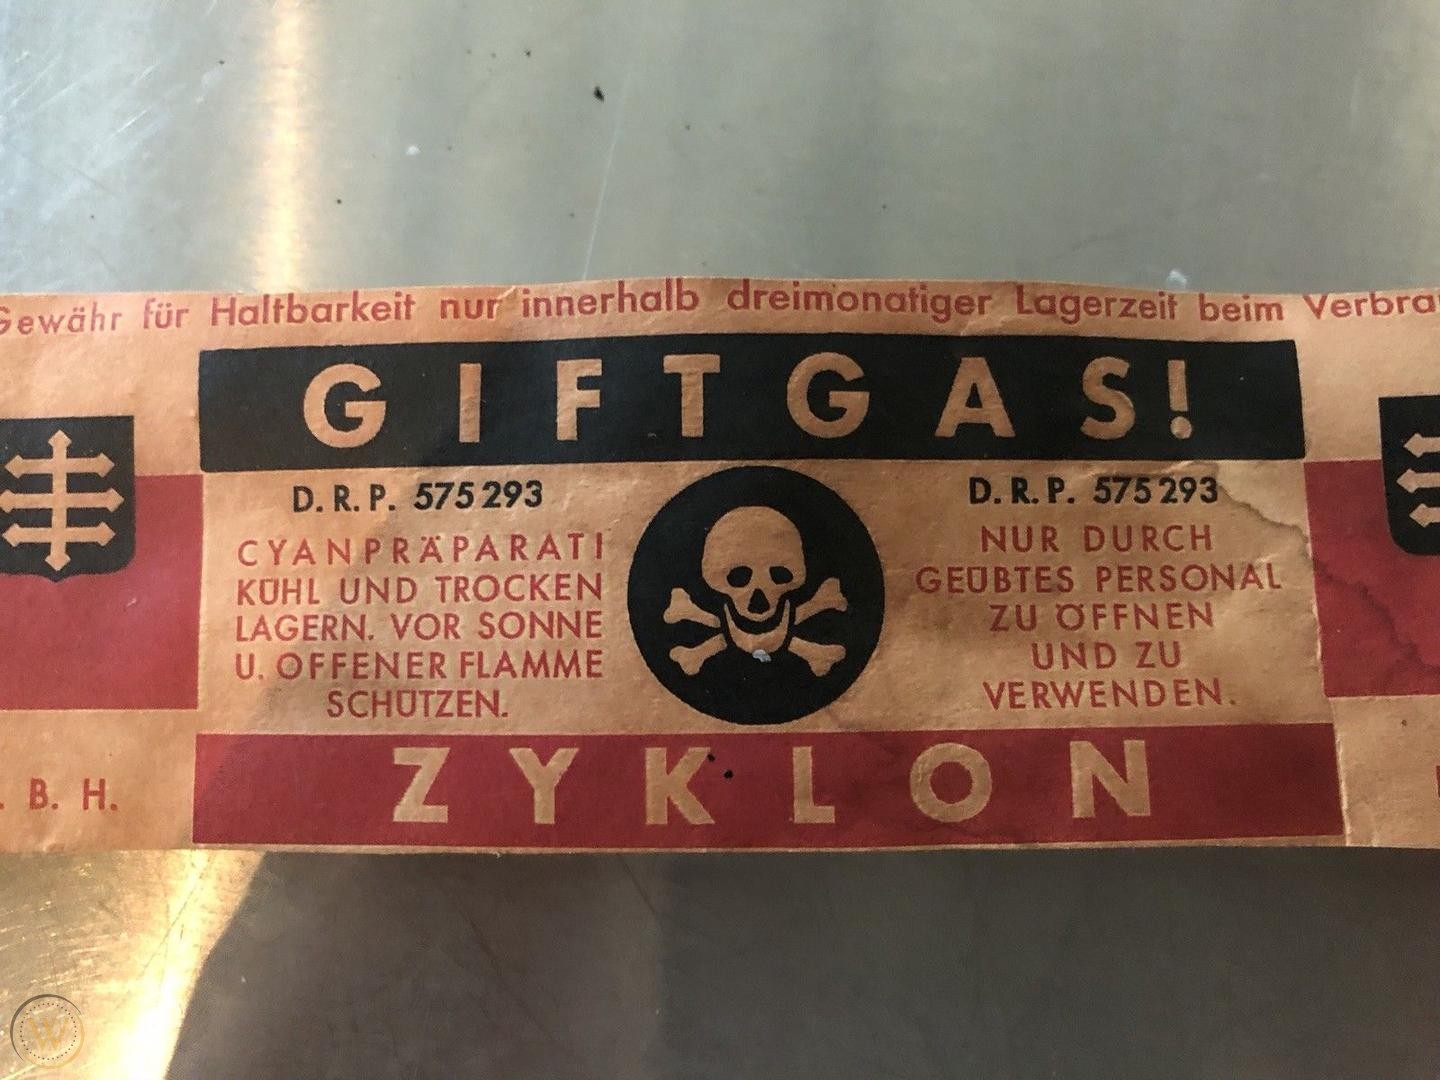 Gewähr für Haltbarkeit nur innerhalb dreimonatiger Lagerzeit beim
GIFTGAS!
D.R.P. 575293
CYANPRÄPARAT!
KÜHL UND TROCKEN
LAGERN. VOR SONNE
U. OFFENER FLAMME
SCHÜTZEN.
D.R.P. 575293
NUR DURCH
GEÜBTES PERSONAL
ZU ÖFFNEN
UND ZU
VERWENDEN.
. B. H.
ZYKLON
W